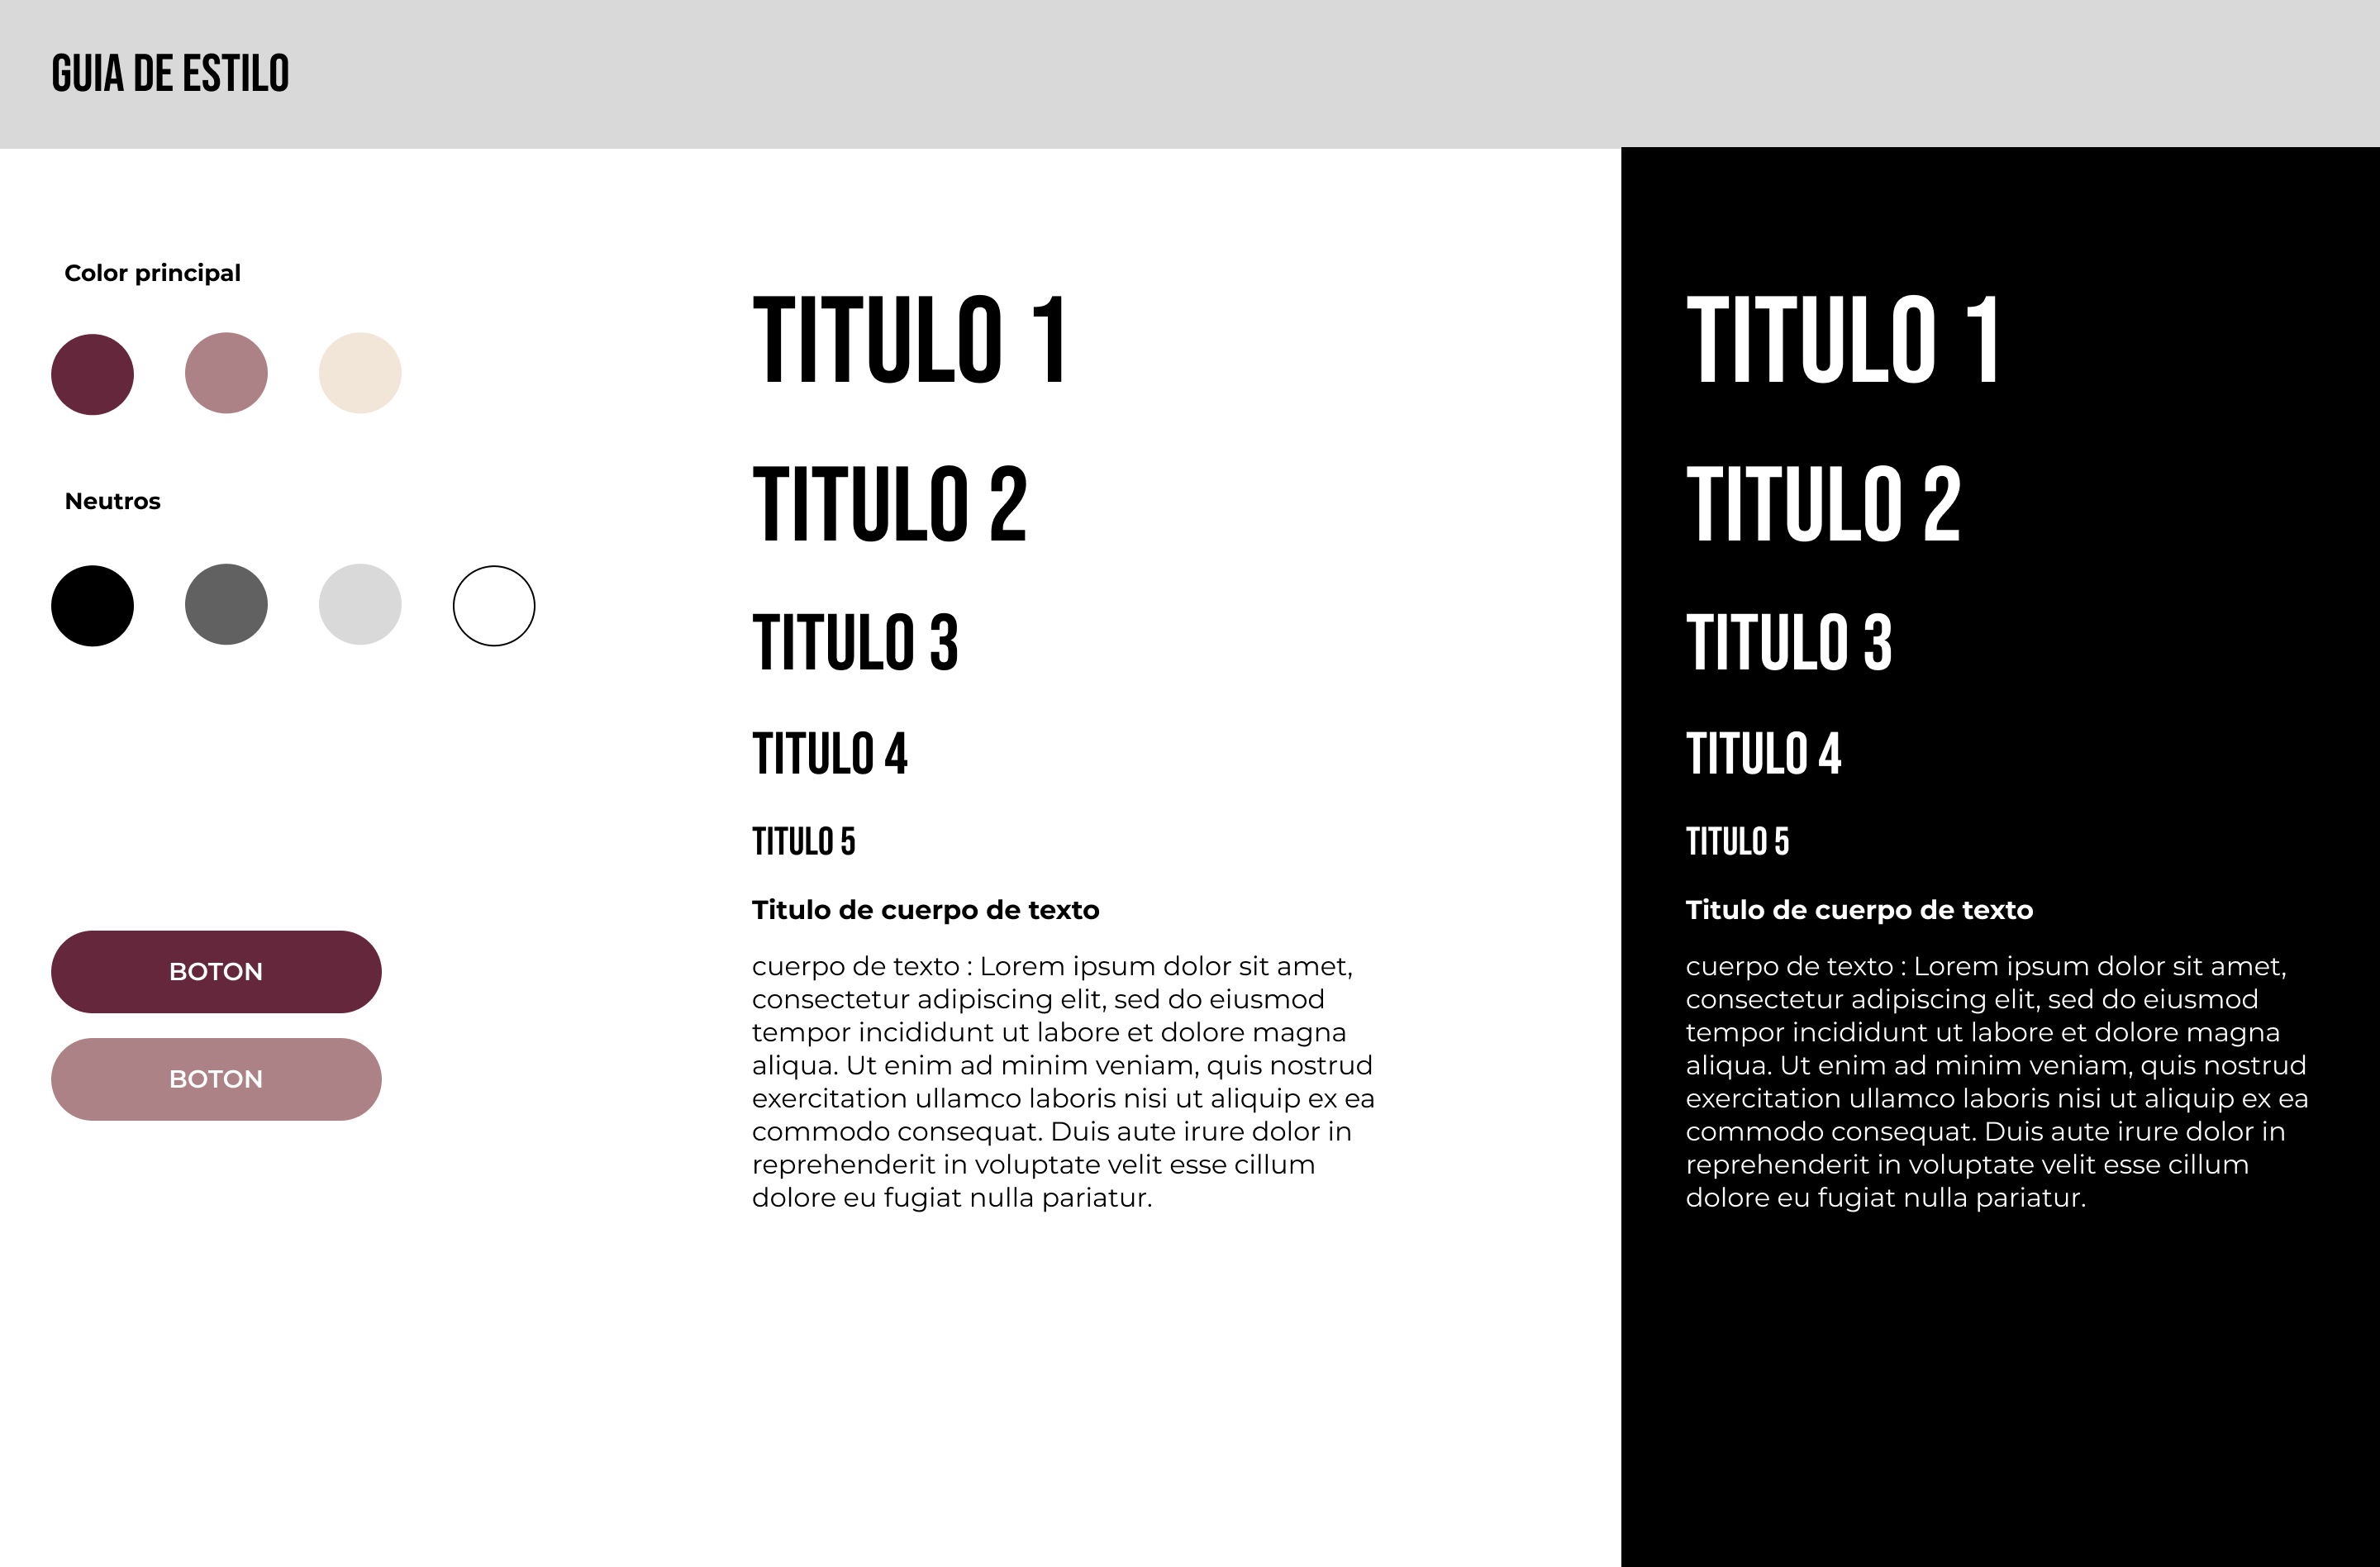 GUIA DE ESTILO
Color principal
Neutros
BOTON
BOTON
TITULO 1
TITULO 2
TITULO 3
TITULO 4
TITULO 5
Titulo de cuerpo de texto
cuerpo de texto : Lorem ipsum dolor sit amet,
consectetur adipiscing elit, sed do eiusmod
tempor incididunt ut labore et dolore magna
aliqua. Ut enim ad minim veniam, quis nostrud
exercitation ullamco laboris nisi ut aliquip ex ea
commodo consequat. Duis aute irure dolor in
reprehenderit in voluptate velit esse cillum
dolore eu fugiat nulla pariatur.
TITULO 1
TITULO 2
TITULO 3
TITULO 4
TITULO 5
Titulo de cuerpo de texto
cuerpo de texto : Lorem ipsum dolor sit amet,
consectetur adipiscing elit, sed do eiusmod
tempor incididunt ut labore et dolore magna
aliqua. Ut enim ad minim veniam, quis nostrud
exercitation ullamco laboris nisi ut aliquip ex ea
commodo consequat. Duis aute irure dolor in
reprehenderit in voluptate velit esse cillum
dolore eu fugiat nulla pariatur.